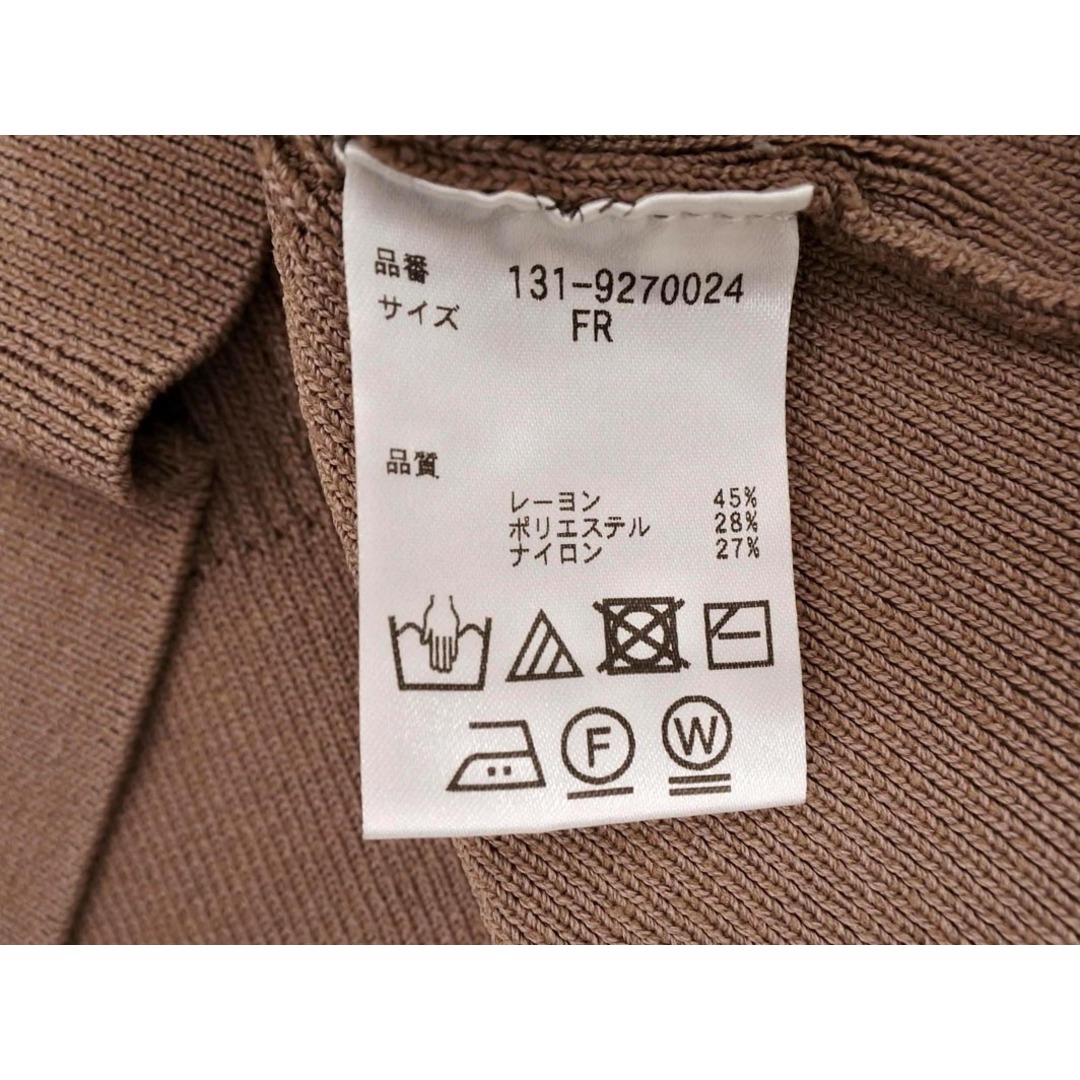 品番 131-9270024
サイズ FR
品質
レーヨン 45%
ポリエステル 28%
ナイロン 27%
F W